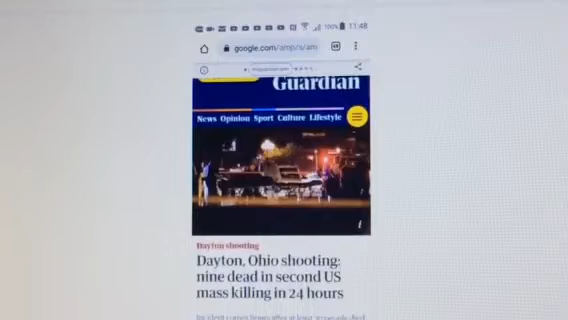 100% 11:48
google.com/amp/s/am
Guardian
News Opinion Sport Culture Lifestyle
Dayton shooting
Dayton, Ohio shooting:
nine dead in second US
mass killing in 24 hours